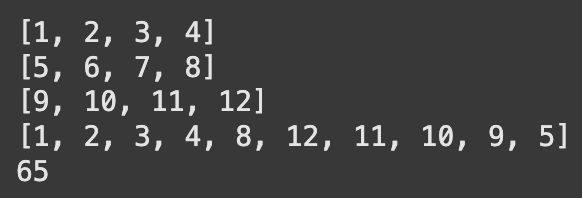 [1, 2, 3, 4]
[5, 6, 7, 8]
[9, 10, 11, 12]
[1, 2, 3, 4, 8, 12, 11, 10, 9, 5]
65